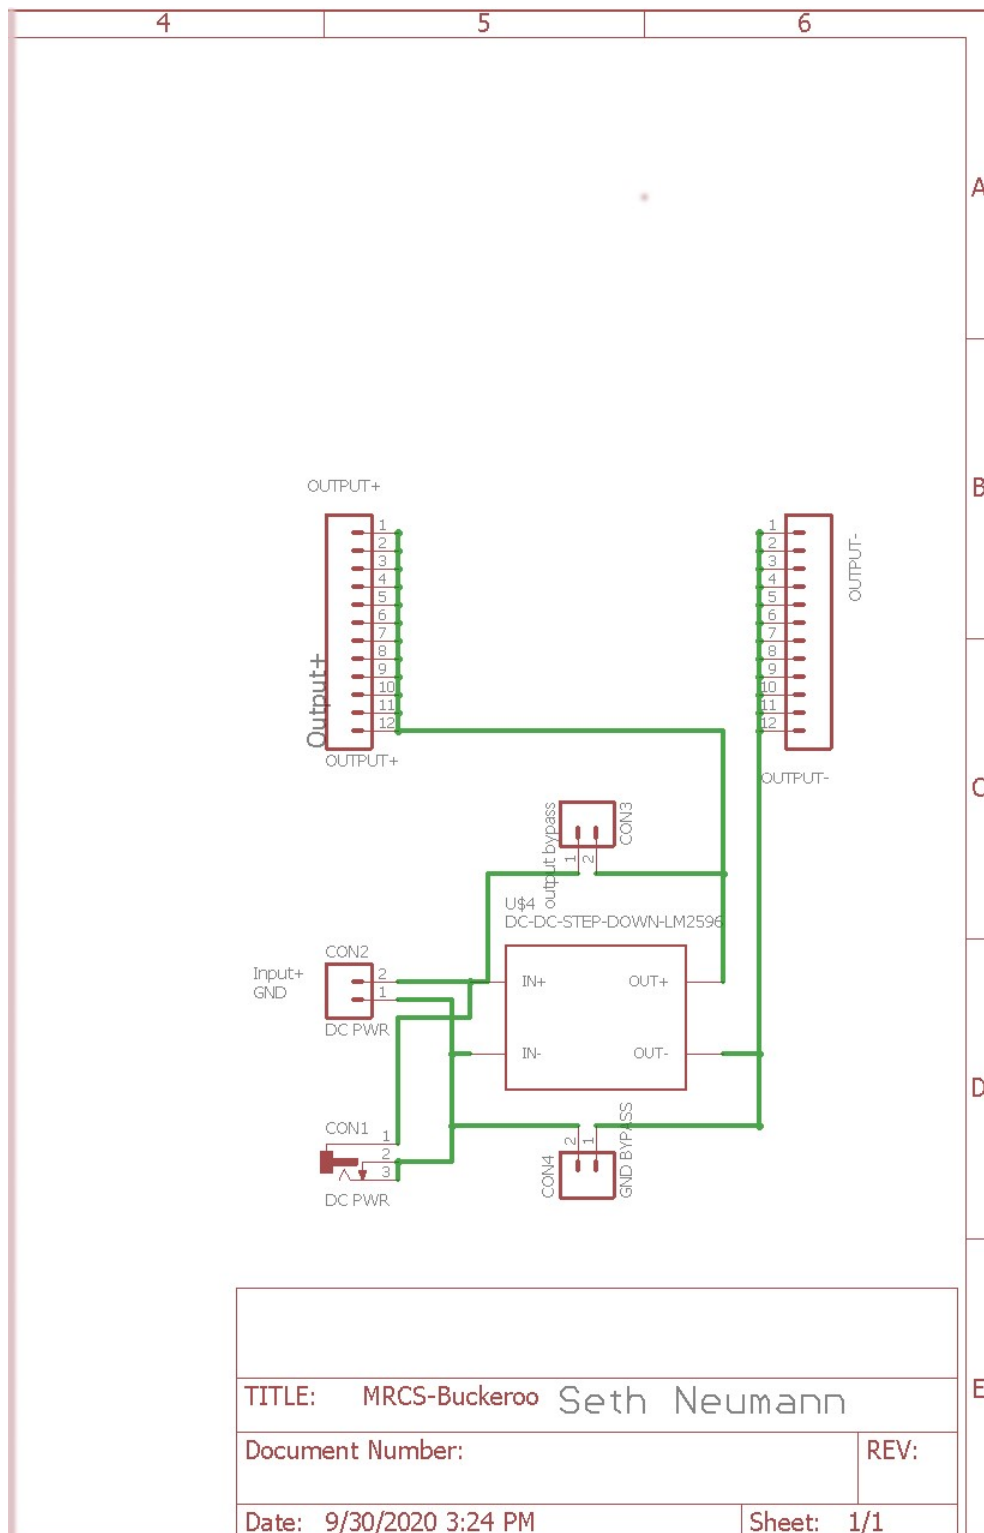 4 5 6
A
B
C
D
E
OUTPUT+
1
2
3
4
5
6
7
8
9
10
11
12
Output+
OUTPUT+
1
2
3
4
5
6
7
8
9
10
11
12
OUTPUT-
OUTPUT-
output bypass
1
2
CON3
U$4
DC-DC-STEP-DOWN-LM2596
IN+ OUT+
IN- OUT-
CON2
Input+ 2
GND 1
DC PWR
CON1
1
2
3
DC PWR
CON4
2
1
GND BYPASS
TITLE: MRCS-Buckeroo Seth Neumann
Document Number: REV:
Date: 9/30/2020 3:24 PM Sheet: 1/1